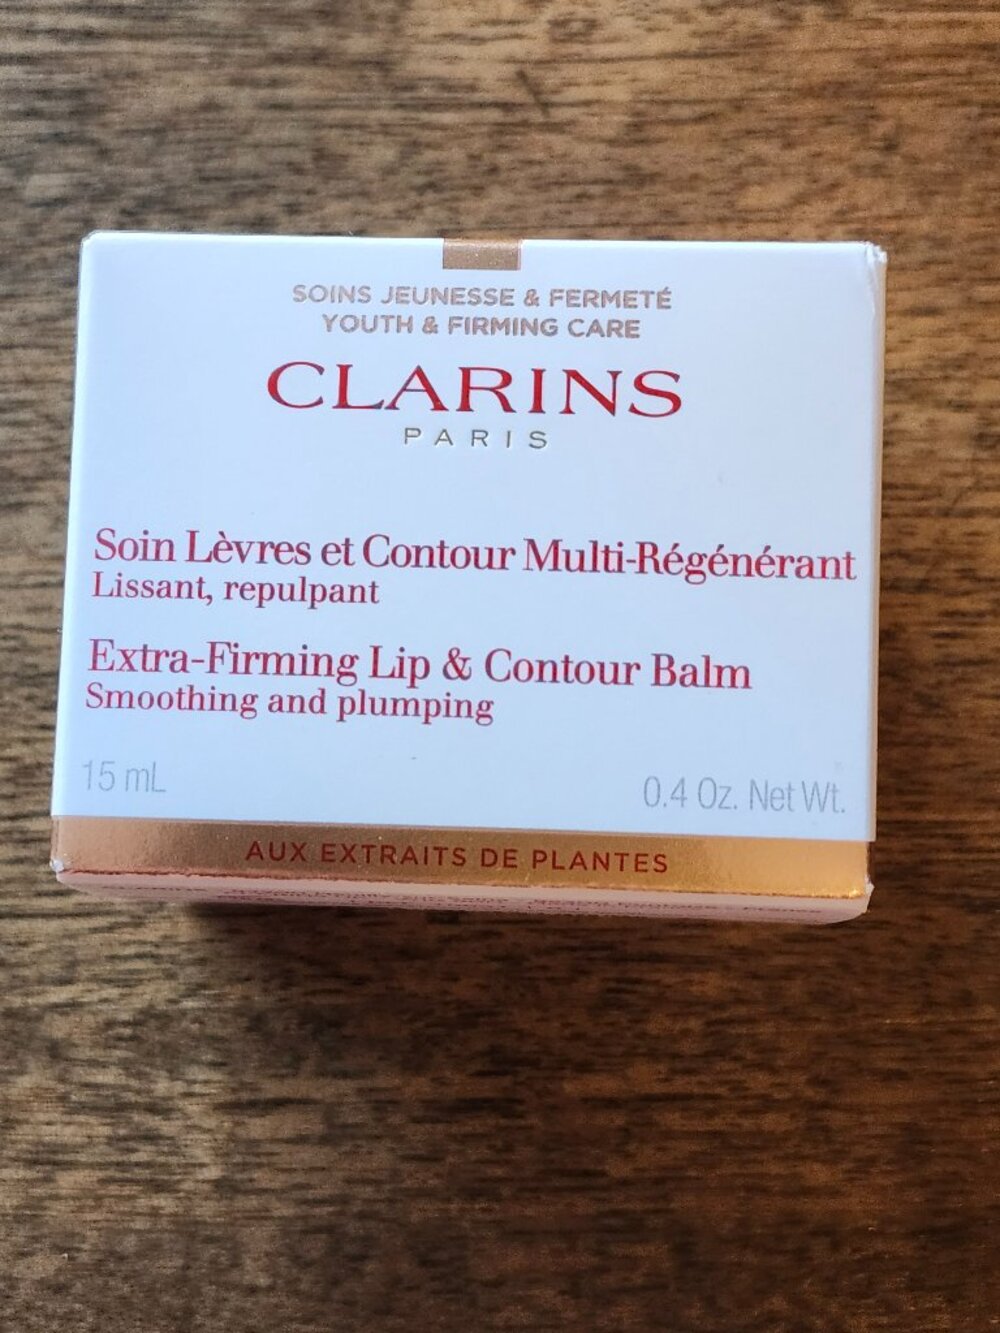 SOINS JEUNESSE & FERMETÉ
YOUTH & FIRMING CARE
CLARINS
PARIS
Soin Lèvres et Contour Multi-Régénérant
Lissant, repulpant
Extra-Firming Lip & Contour Balm
Smoothing and plumping
15 mL
0.4 Oz. Net Wt.
AUX EXTRAITS DE PLANTES